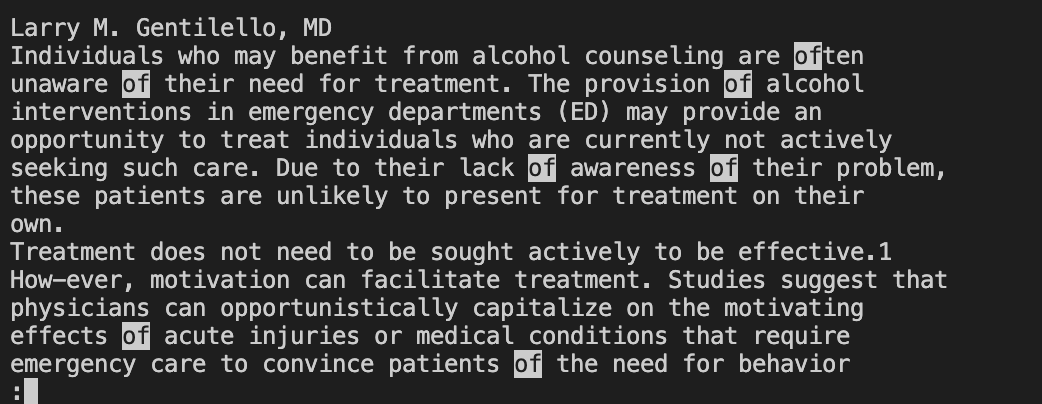 Larry M. Gentilello, MD
Individuals who may benefit from alcohol counseling are often
unaware of their need for treatment. The provision of alcohol
interventions in emergency departments (ED) may provide an
opportunity to treat individuals who are currently not actively
seeking such care. Due to their lack of awareness of their problem,
these patients are unlikely to present for treatment on their
own.
Treatment does not need to be sought actively to be effective.1
How-ever, motivation can facilitate treatment. Studies suggest that
physicians can opportunistically capitalize on the motivating
effects of acute injuries or medical conditions that require
emergency care to convince patients of the need for behavior
: